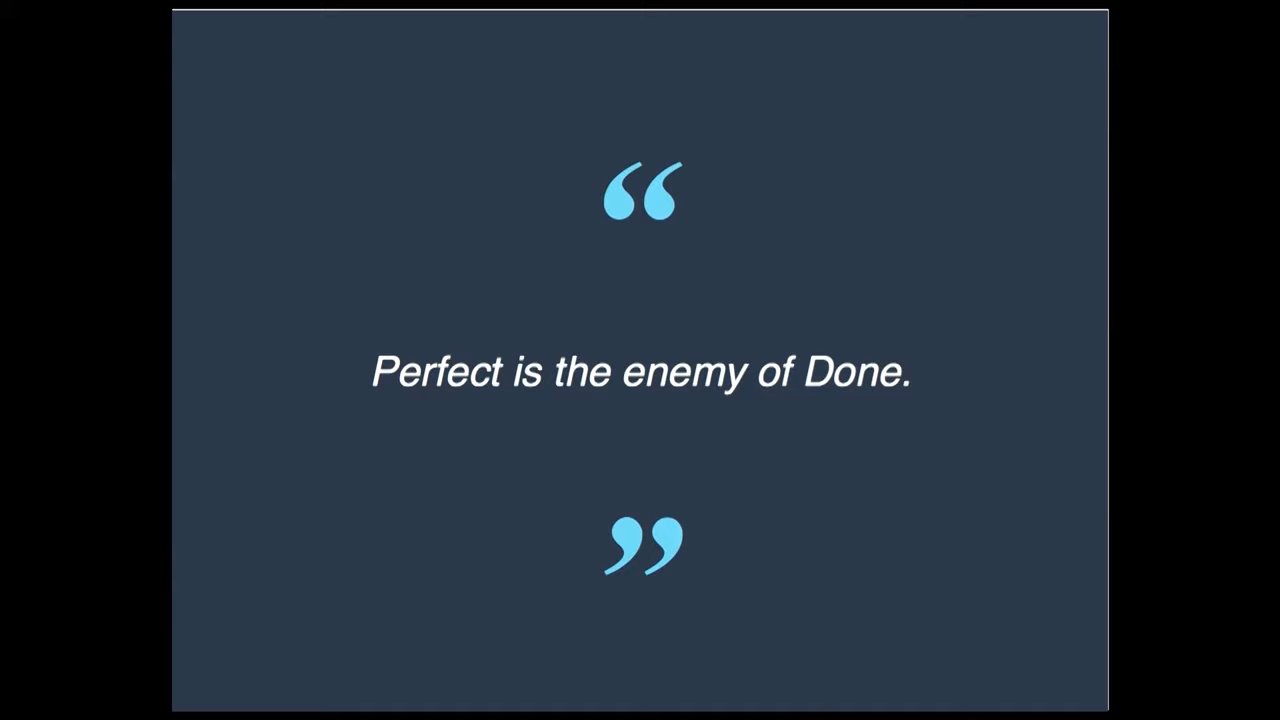 “
Perfect is the enemy of Done.
”